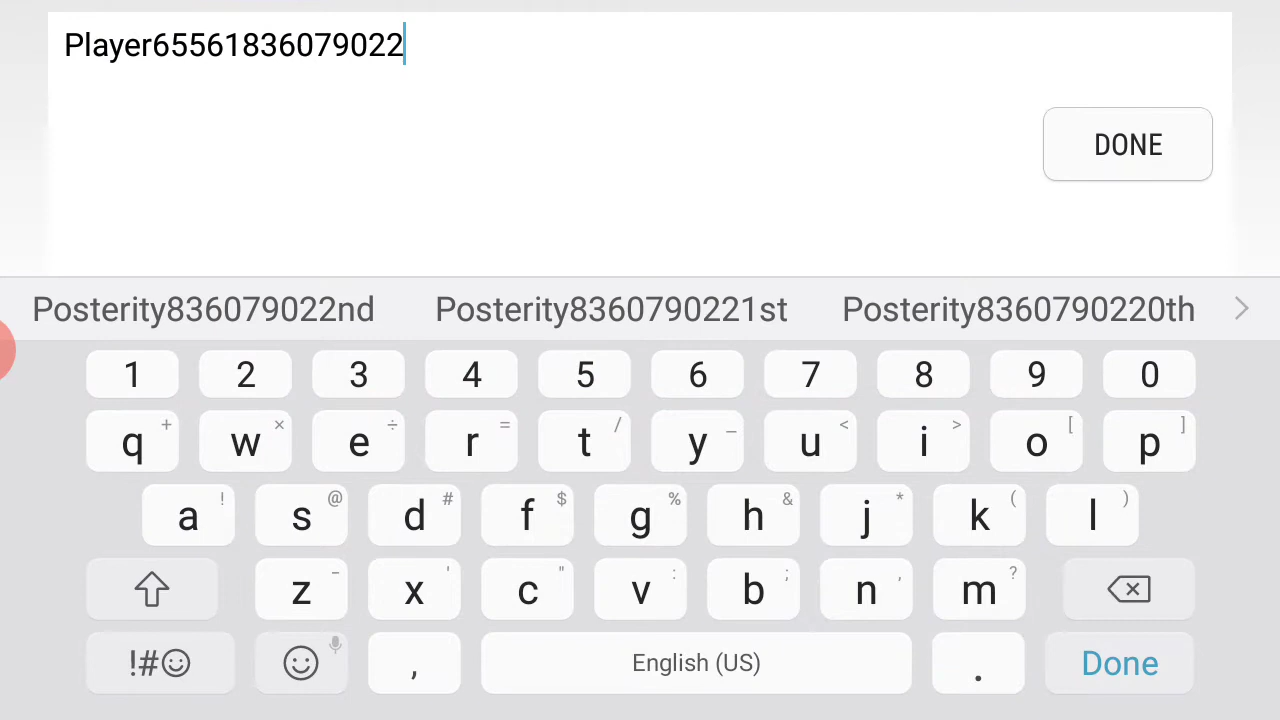 Player65561836079022
DONE
Posterity836079022nd Posterity8360790221st Posterity8360790220th >
1 2 3 4 5 6 7 8 9 0
q + w × e ÷ r = t / y _ u < i > o [ p ]
a ! s @ d # f $ g % h & j * k ( l )
z - x ' c " v : b ; n , m ?
!#☺ ☺ , English (US) . Done